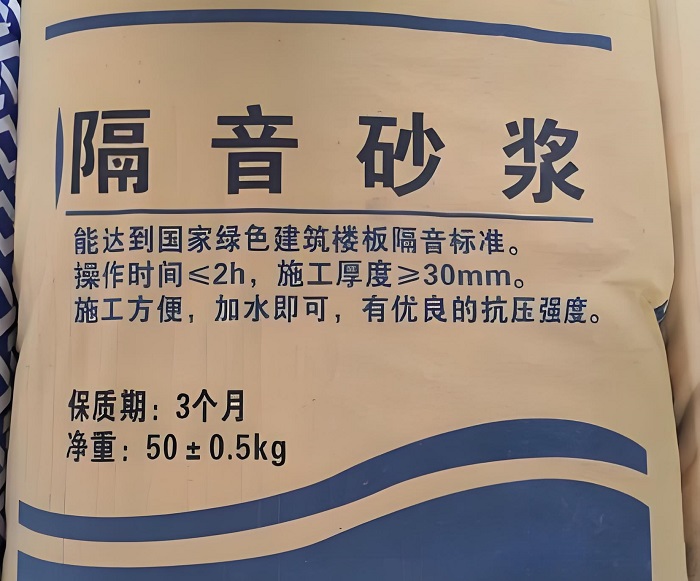 隔音砂浆
能达到国家绿色建筑楼板隔音标准。
操作时间≤2h，施工厚度≥30mm。
施工方便，加水即可，有优良的抗压强度。
保质期：3个月
净重：50±0.5kg